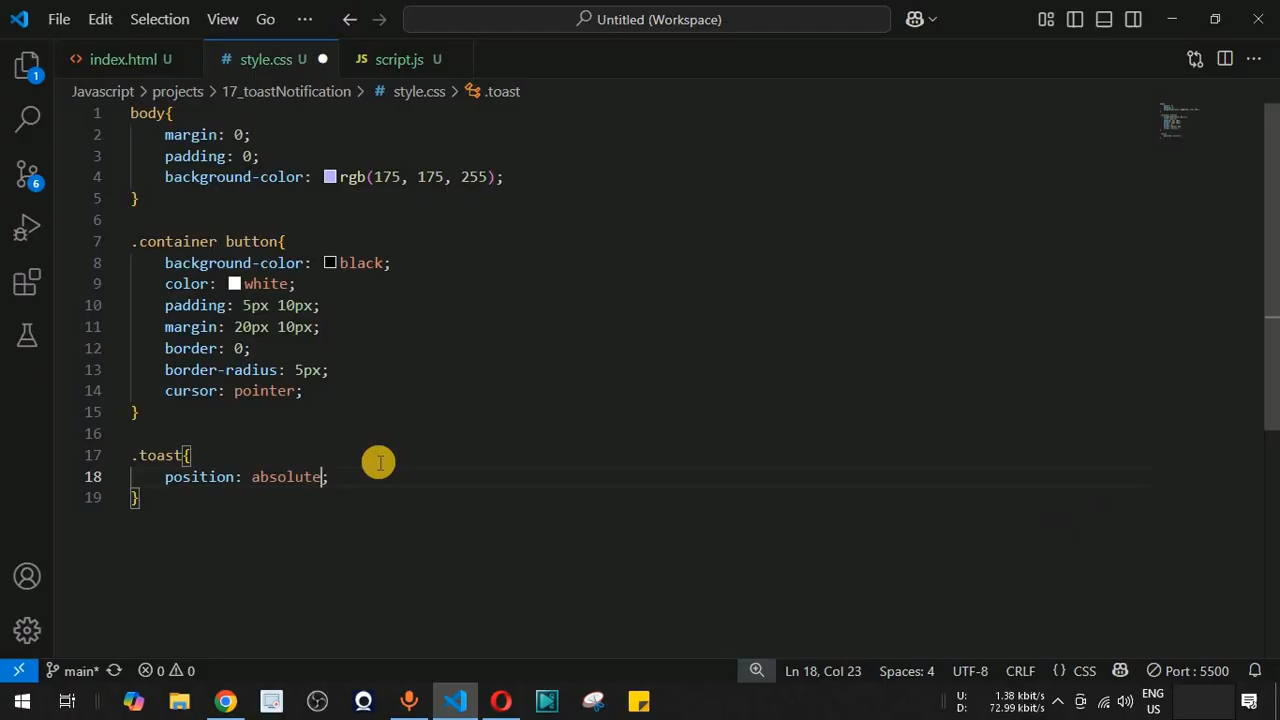 File Edit Selection View Go ··· Untitled (Workspace)
index.html U style.css U script.js U ···
Javascript > projects > 17_toastNotification > # style.css > .toast
1 body{
2 margin: 0;
3 padding: 0;
4 background-color: rgb(175, 175, 255);
5 }
6
7 .container button{
8 background-color: black;
9 color: white;
10 padding: 5px 10px;
11 margin: 20px 10px;
12 border: 0;
13 border-radius: 5px;
14 cursor: pointer;
15 }
16
17 .toast{
18 position: absolute;
19 }
1
6
main* 0 0 Ln 18, Col 23 Spaces: 4 UTF-8 CRLF {} CSS Port : 5500
U: 1.38 kbit/s ENG
D: 72.99 kbit/s US